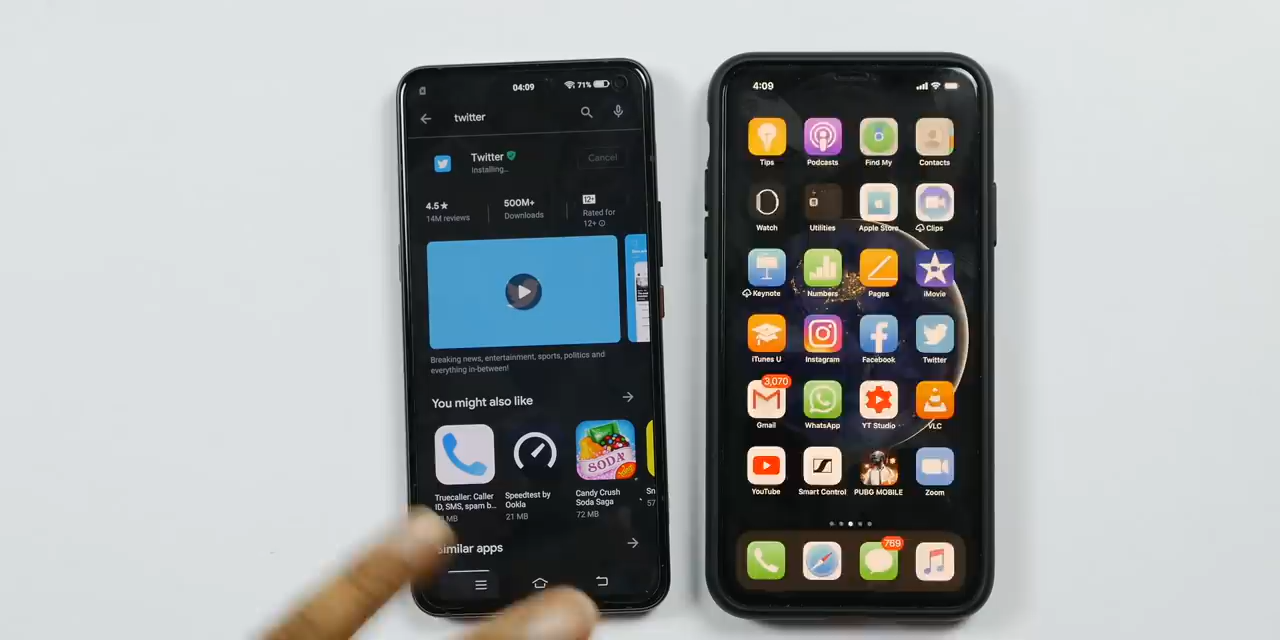 04:09
71%
twitter
Twitter
Installing...
Cancel
4.5★
14M reviews
500M+
Downloads
12+
Rated for
12+
Breaking news, entertainment, sports, politics and
everything in-between!
You might also like
Truecaller: Caller
ID, SMS, spam b...
MB
Speedtest by
Ookla
21 MB
SODA
Candy Crush
Soda Saga
72 MB
Sn
57
similar apps
4:09
Tips
Podcasts
Find My
Contacts
Watch
Utilities
Apple Store
Clips
Keynote
Numbers
Pages
iMovie
iTunes U
Instagram
Facebook
Twitter
3,070
Gmail
WhatsApp
YT Studio
VLC
YouTube
Smart Control
PUBG MOBILE
Zoom
769